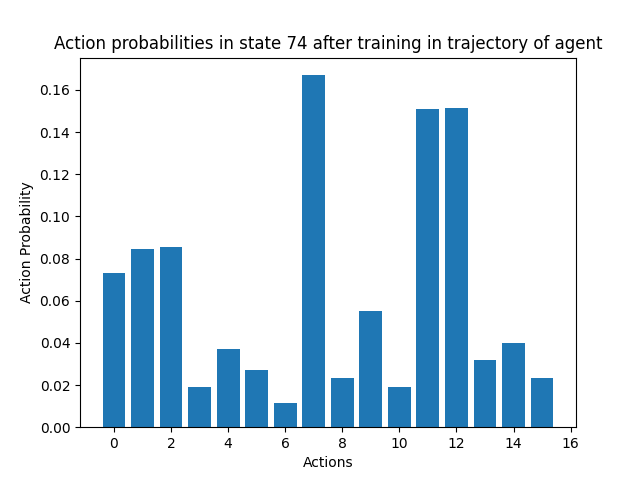 Action probabilities in state 74 after training in trajectory of agent
0.16
0.14
0.12
0.10
0.08
0.06
0.04
0.02
0.00
Action Probability
0 2 4 6 8 10 12 14 16
Actions